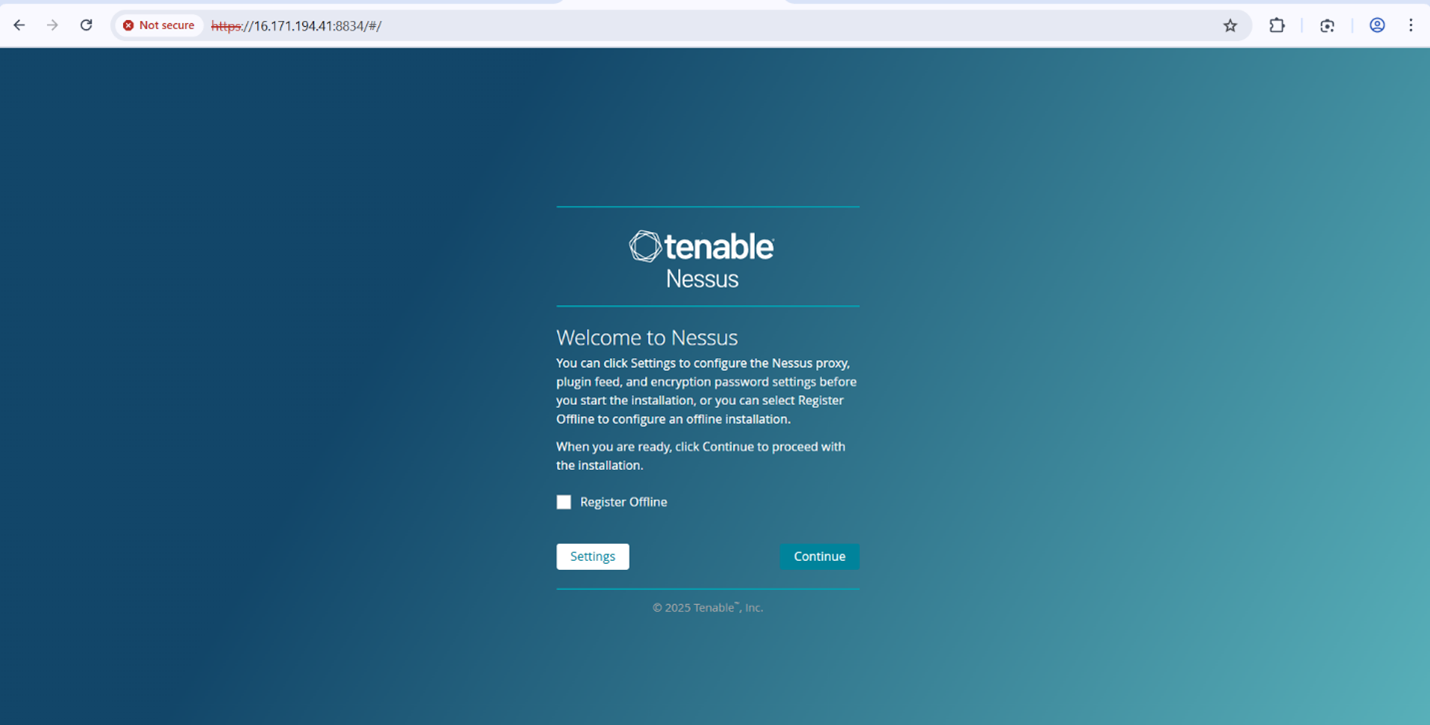 Not secure https://16.171.194.41:8834/#/
tenable
Nessus
Welcome to Nessus
You can click Settings to configure the Nessus proxy,
plugin feed, and encryption password settings before
you start the installation, or you can select Register
Offline to configure an offline installation.
When you are ready, click Continue to proceed with
the installation.
Register Offline
Settings Continue
© 2025 Tenable™, Inc.